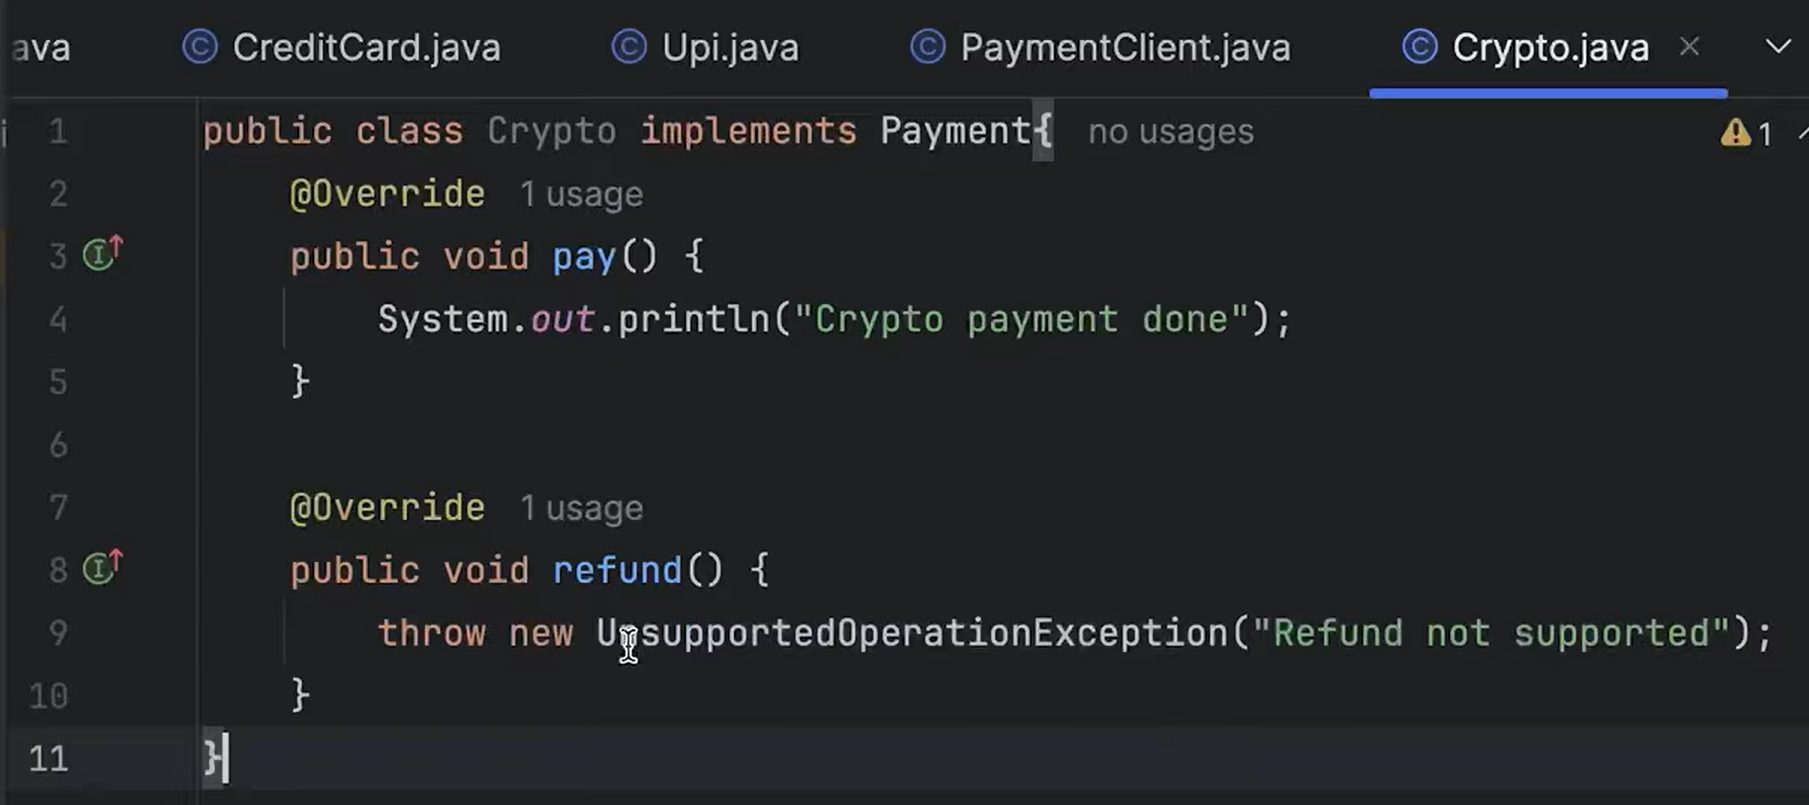 ava CreditCard.java Upi.java PaymentClient.java Crypto.java
1 public class Crypto implements Payment{ no usages 1
2 @Override 1 usage
3 public void pay() {
4 System.out.println("Crypto payment done");
5 }
6
7 @Override 1 usage
8 public void refund() {
9 throw new UnsupportedOperationException("Refund not supported");
10 }
11 }